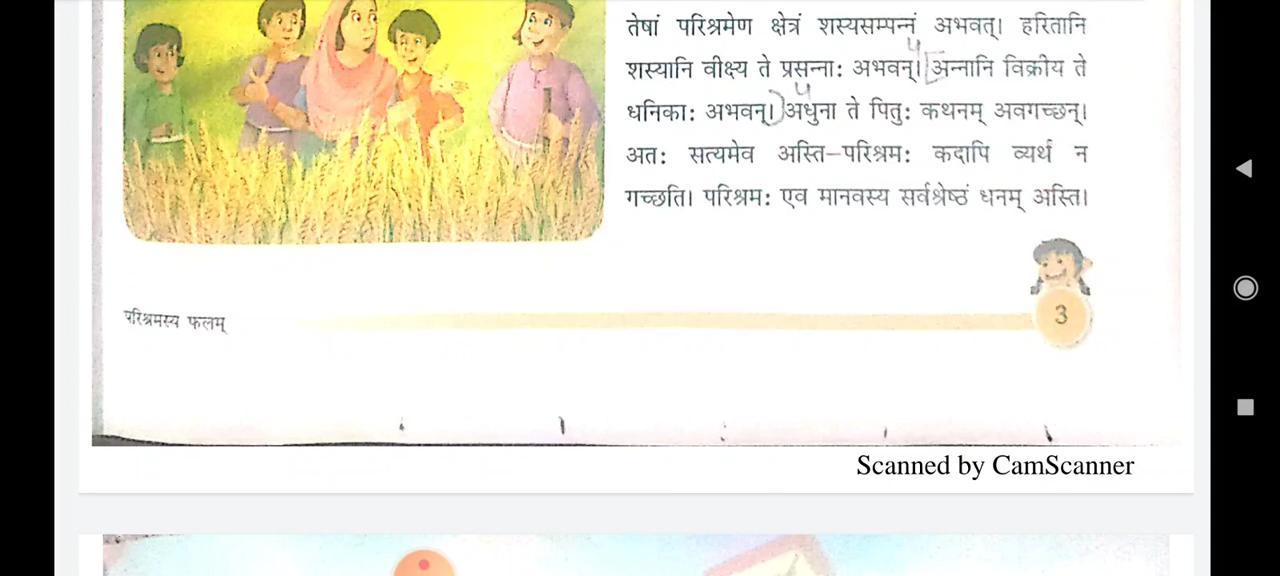 तेषां परिश्रमेण क्षेत्रं शस्यसम्पन्नं अभवत्। हरितानि
शस्यानि वीक्ष्य ते प्रसन्नाः अभवन्। अन्नानि विक्रीय ते
धनिकाः अभवन्। अधुना ते पितुः कथनम् अवगच्छन्।
अतः सत्यमेव अस्ति–परिश्रमः कदापि व्यर्थं न
गच्छति। परिश्रमः एव मानवस्य सर्वश्रेष्ठं धनम् अस्ति।
परिश्रमस्य फलम्
3
Scanned by CamScanner